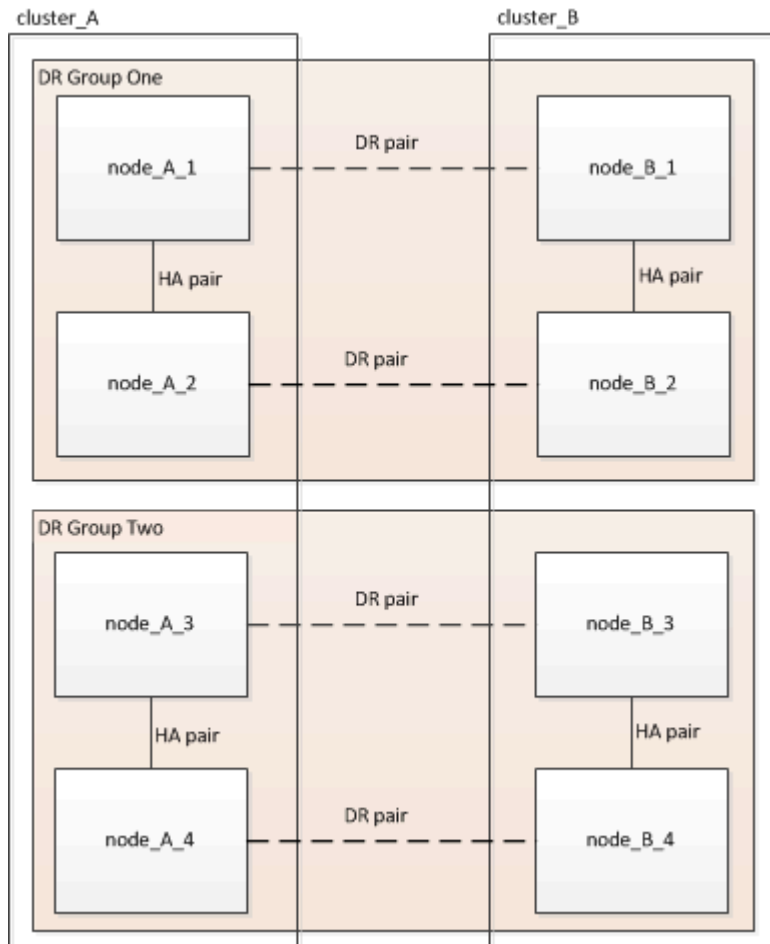 cluster_A
cluster_B
DR Group One
node_A_1
DR pair
node_B_1
HA pair
HA pair
node_A_2
DR pair
node_B_2
DR Group Two
node_A_3
DR pair
node_B_3
HA pair
HA pair
node_A_4
DR pair
node_B_4